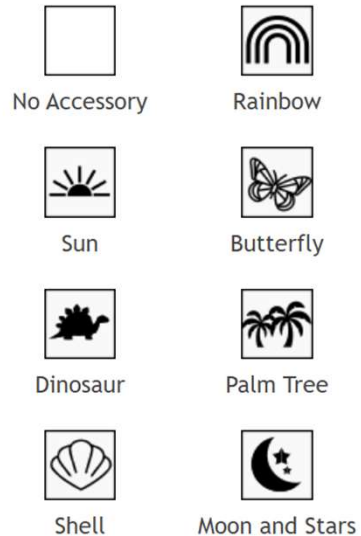 No Accessory
Rainbow
Sun
Butterfly
Dinosaur
Palm Tree
Shell
Moon and Stars